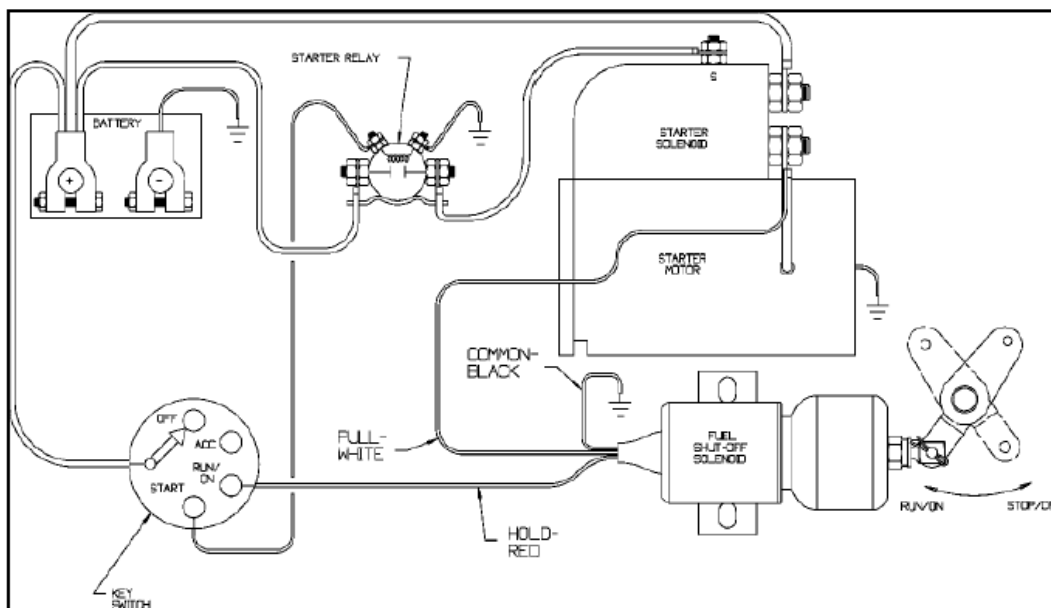 STARTER RELAY
BATTERY
+
-
S
STARTER
SOLENOID
STARTER
MOTOR
COMMON-
BLACK
PULL-
WHITE
FUEL
SHUT-OFF
SOLENOID
OFF
ACC
RUN/
ON
START
RUN/ON
HOLD-
RED
KEY
SWITCH